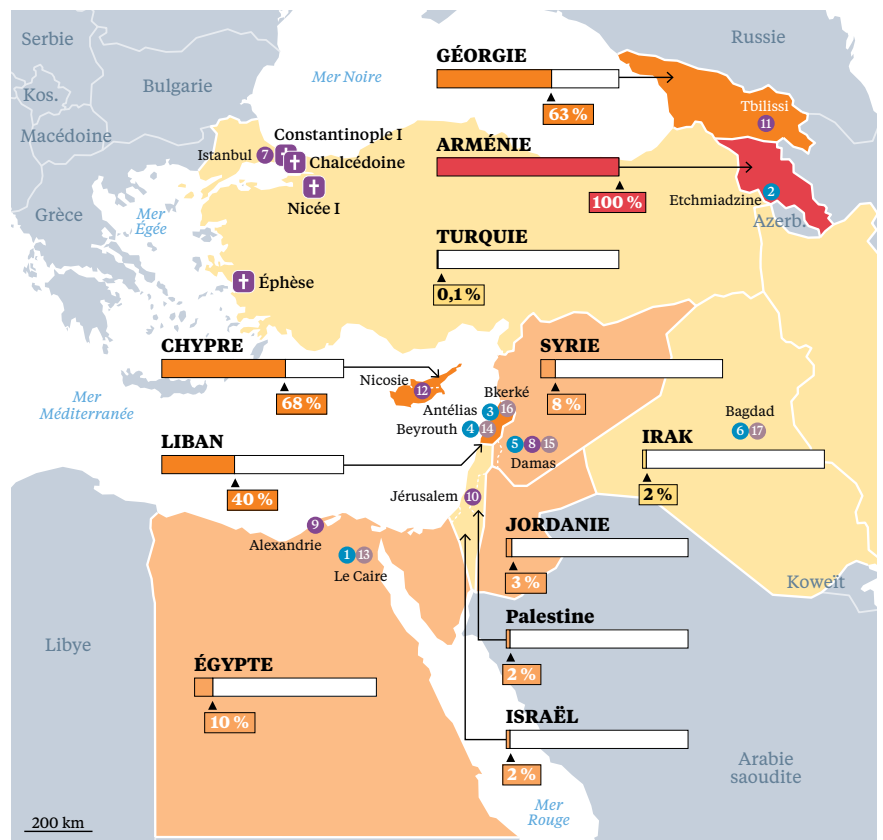 Serbie
Russie
GÉORGIE
Mer Noire
Bulgarie
63 %
Kos.
Tbilissi
11
Macédoine
Constantinople I
Istanbul 7
Chalcédoine
ARMÉNIE
Nicée I
100 %
Etchmiadzine
2
Grèce
Mer
Égée
Azerb.
TURQUIE
0,1 %
Éphèse
CHYPRE
68 %
Nicosie
12
SYRIE
8 %
Mer
Méditerranée
Bkerké
Antélias 3 16
Beyrouth 4 14
Bagdad
6 17
LIBAN
40 %
5 8 15
Damas
IRAK
2 %
Jérusalem 10
9
Alexandrie
1 13
Le Caire
JORDANIE
3 %
Koweït
Libye
Palestine
2 %
ÉGYPTE
10 %
ISRAËL
2 %
Arabie
saoudite
Mer
Rouge
200 km